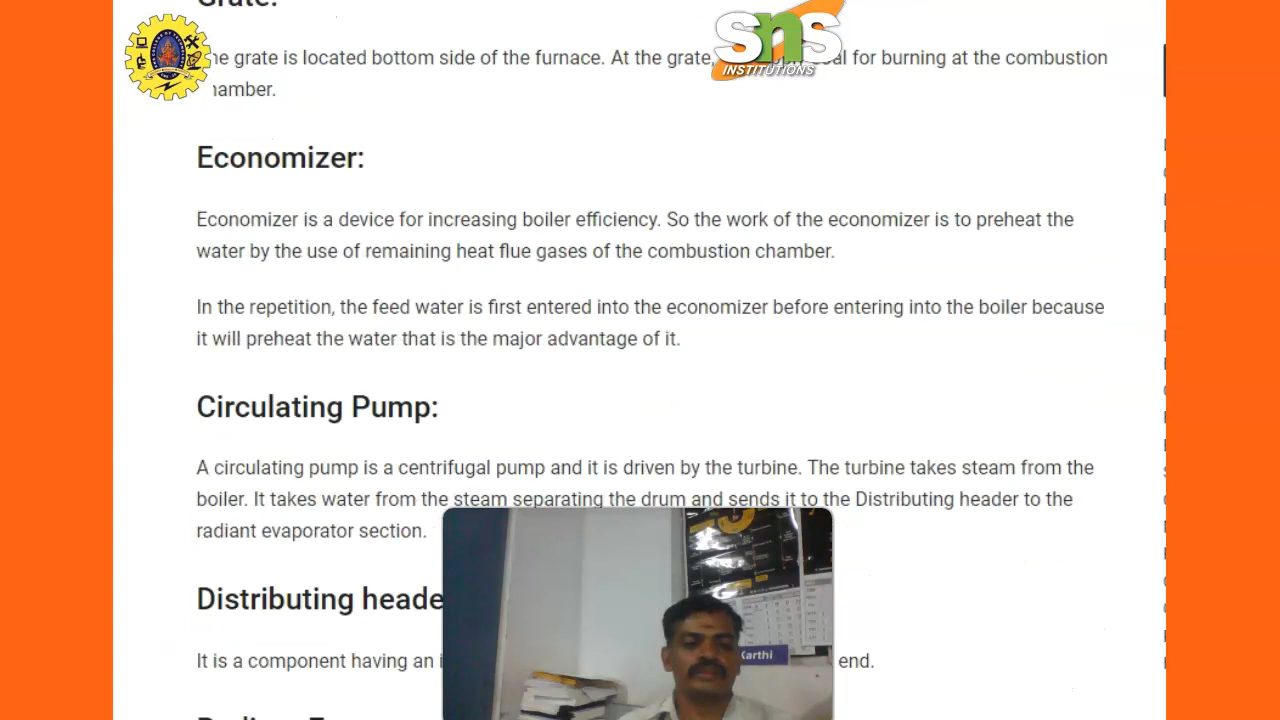 Grate:
sns
INSTITUTIONS
he grate is located bottom side of the furnace. At the grate, for burning at the combustion
hamber.
Economizer:
Economizer is a device for increasing boiler efficiency. So the work of the economizer is to preheat the
water by the use of remaining heat flue gases of the combustion chamber.
In the repetition, the feed water is first entered into the economizer before entering into the boiler because
it will preheat the water that is the major advantage of it.
Circulating Pump:
A circulating pump is a centrifugal pump and it is driven by the turbine. The turbine takes steam from the
boiler. It takes water from the steam separating the drum and sends it to the Distributing header to the
radiant evaporator section.
Distributing heade
It is a component having an end.
Karthi